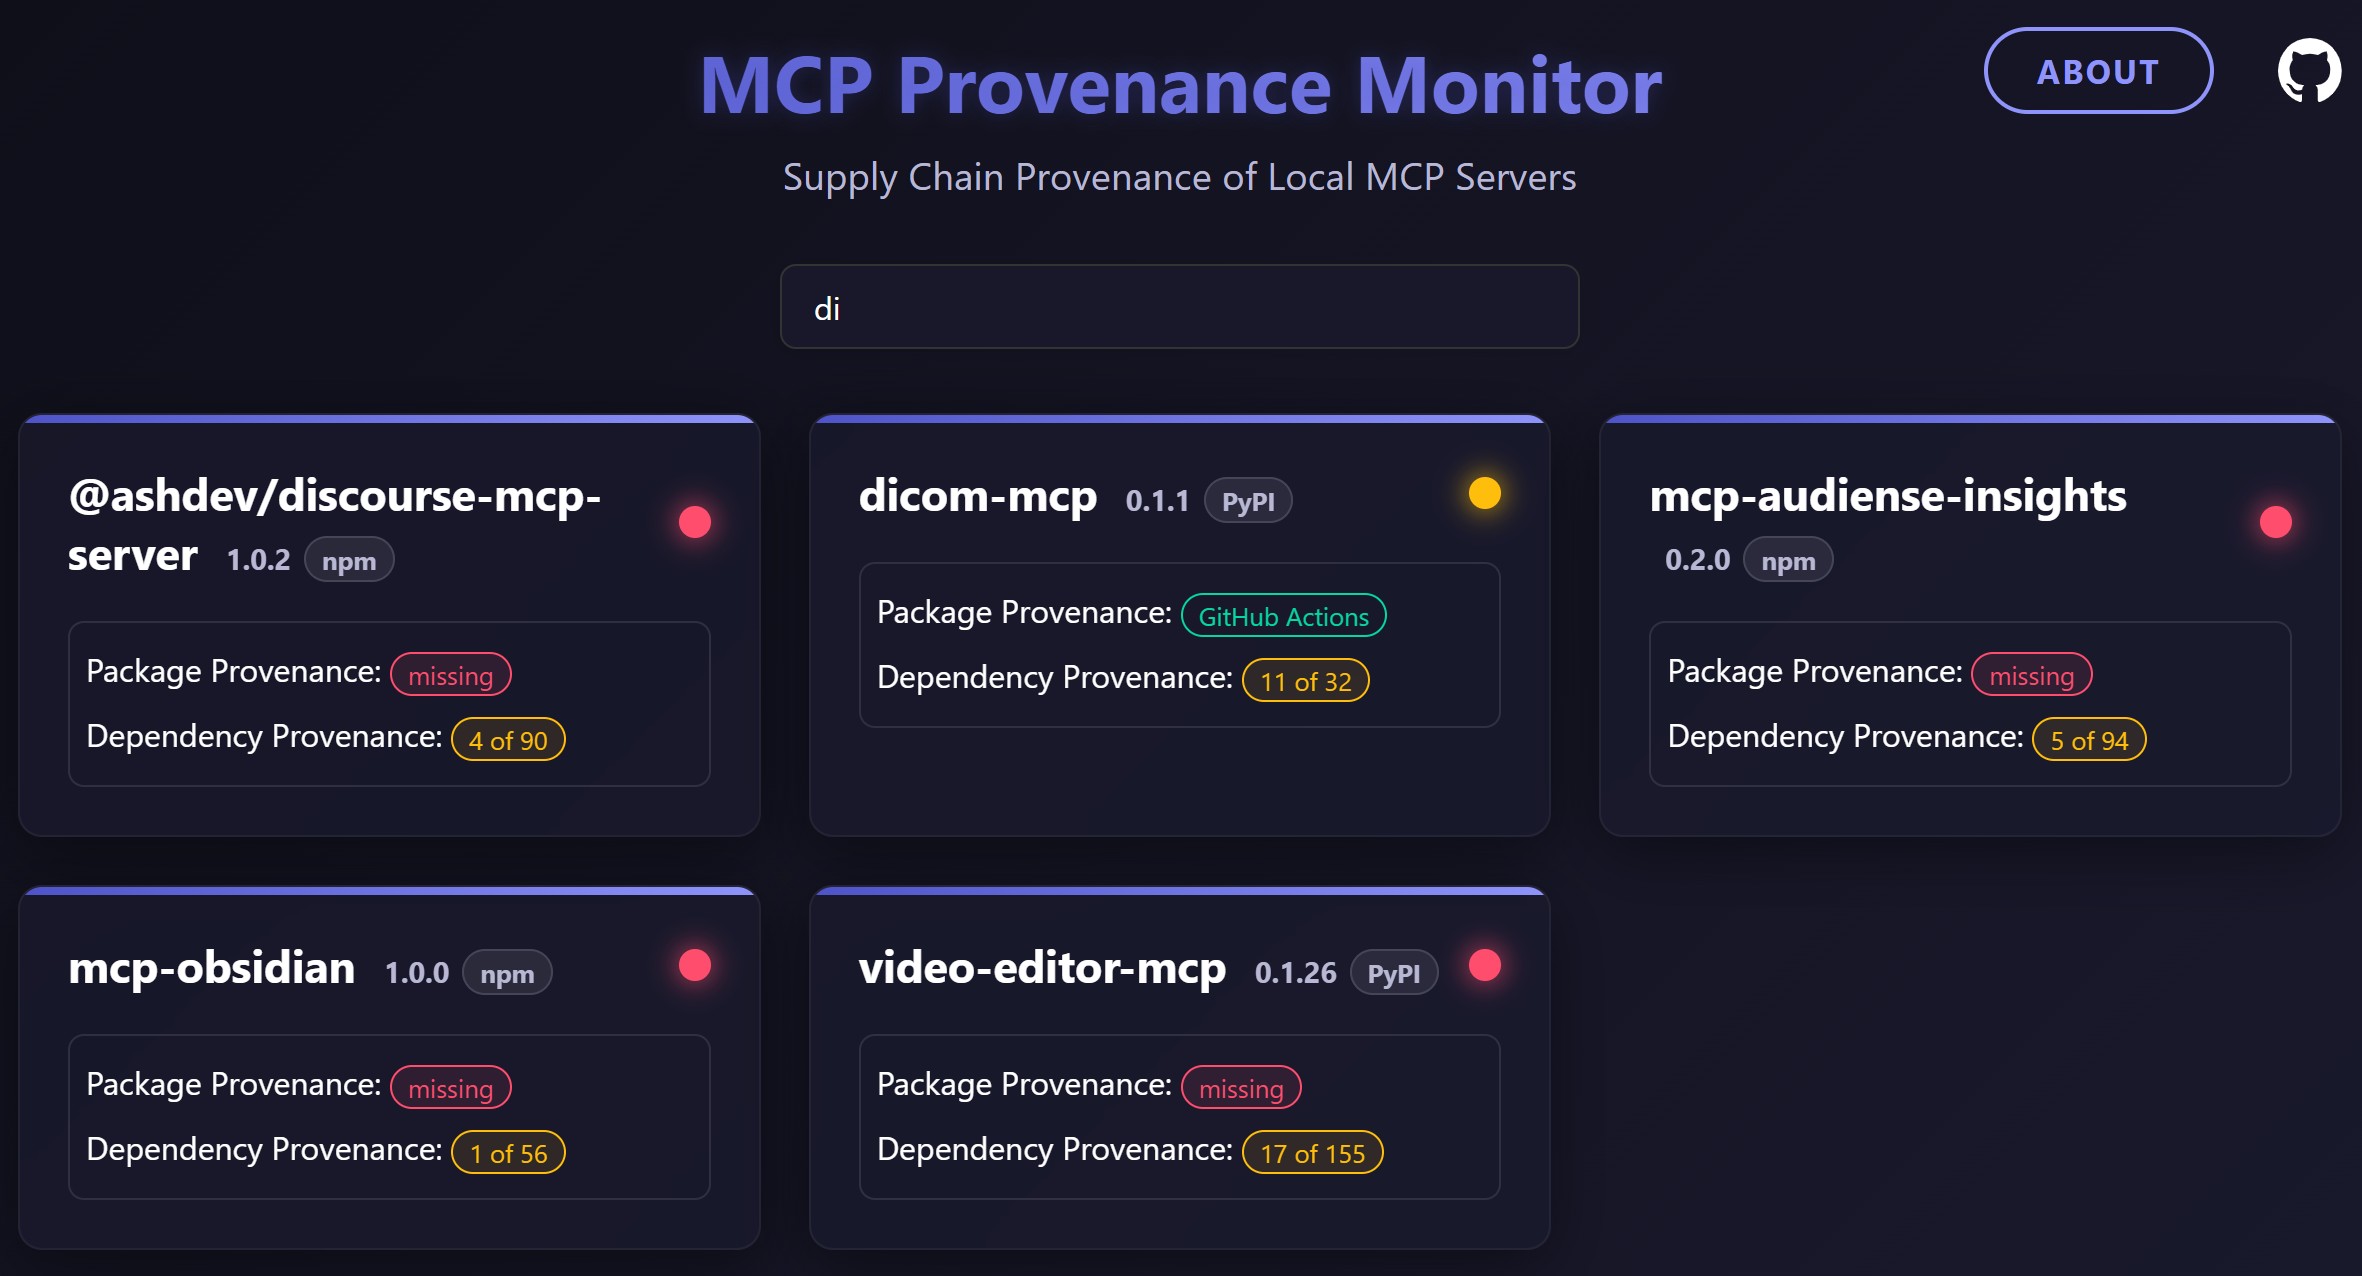 MCP Provenance Monitor
ABOUT
Supply Chain Provenance of Local MCP Servers
di
@ashdev/discourse-mcp-
server 1.0.2 npm
Package Provenance: missing
Dependency Provenance: 4 of 90
dicom-mcp 0.1.1 PyPI
Package Provenance: GitHub Actions
Dependency Provenance: 11 of 32
mcp-audiense-insights
0.2.0 npm
Package Provenance: missing
Dependency Provenance: 5 of 94
mcp-obsidian 1.0.0 npm
Package Provenance: missing
Dependency Provenance: 1 of 56
video-editor-mcp 0.1.26 PyPI
Package Provenance: missing
Dependency Provenance: 17 of 155